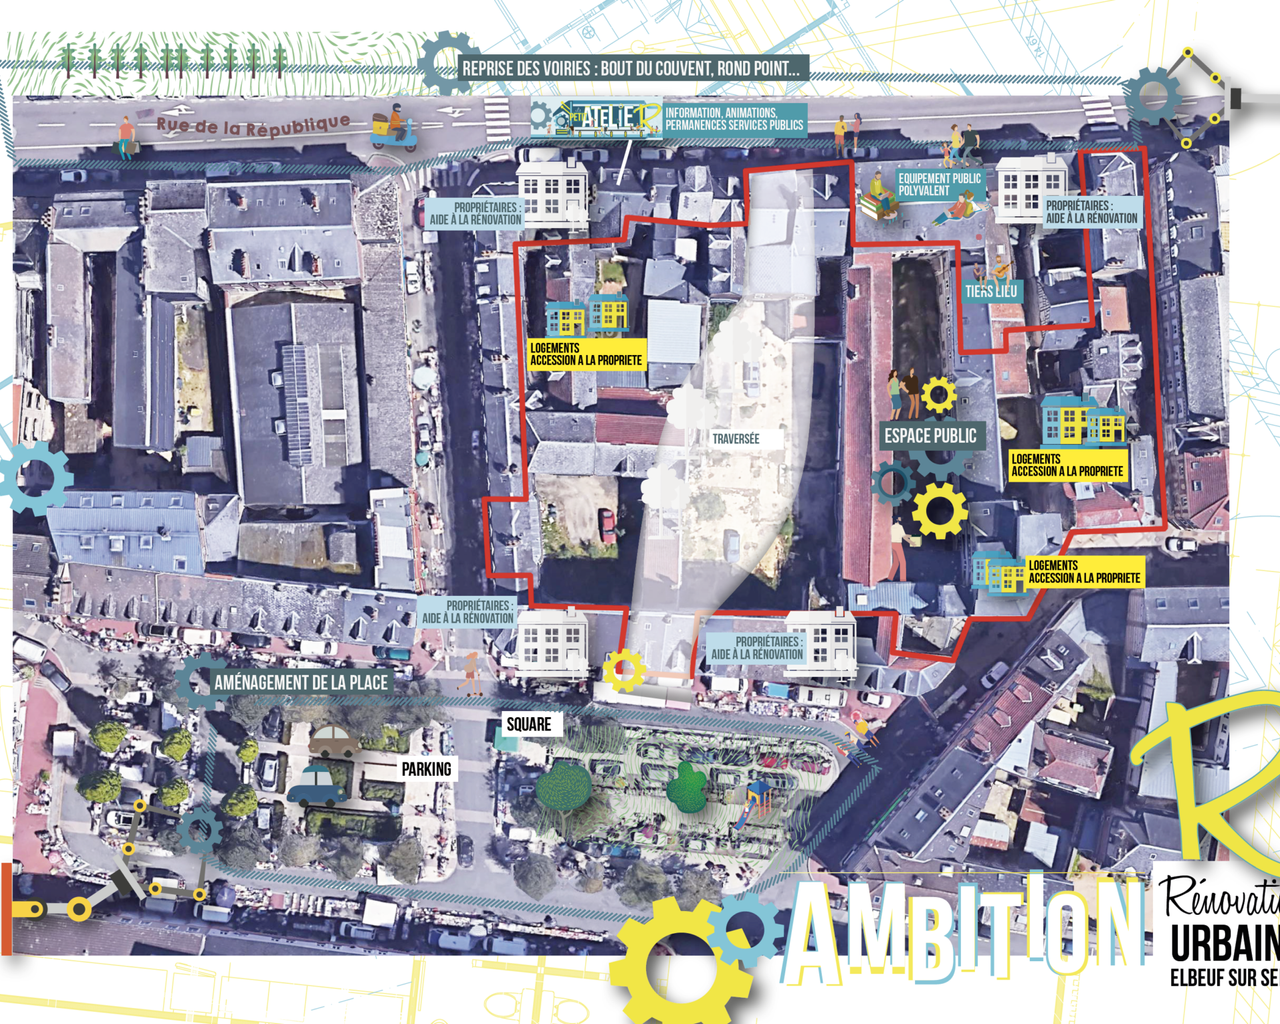 REPRISE DES VOIRIES : BOUT DU COUVENT, ROND POINT...
Rue de la République
PETIT
ATELIER
INFORMATION, ANIMATIONS,
PERMANENCES SERVICES PUBLICS
EQUIPEMENT PUBLIC
POLYVALENT
PROPRIÉTAIRES :
AIDE À LA RÉNOVATION
PROPRIÉTAIRES :
AIDE À LA RÉNOVATION
TIERS LIEU
LOGEMENTS
ACCESSION A LA PROPRIETE
TRAVERSÉE
ESPACE PUBLIC
LOGEMENTS
ACCESSION A LA PROPRIETE
LOGEMENTS
ACCESSION A LA PROPRIETE
PROPRIÉTAIRES :
AIDE À LA RÉNOVATION
PROPRIÉTAIRES :
AIDE À LA RÉNOVATION
AMÉNAGEMENT DE LA PLACE
SQUARE
PARKING
R
AMBITION
Rénovati
URBAIN
ELBEUF SUR SE